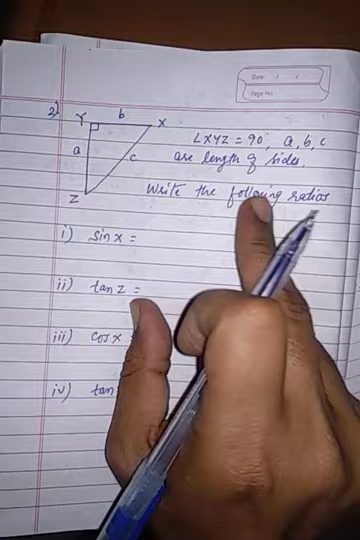 Date: / /
Page No:
2)
Y b X
a c
Z
∠XYZ = 90°, a, b, c
are length of sides.
Write the following ratios
i) sin x =
ii) tan z =
iii) cos x
iv) tan